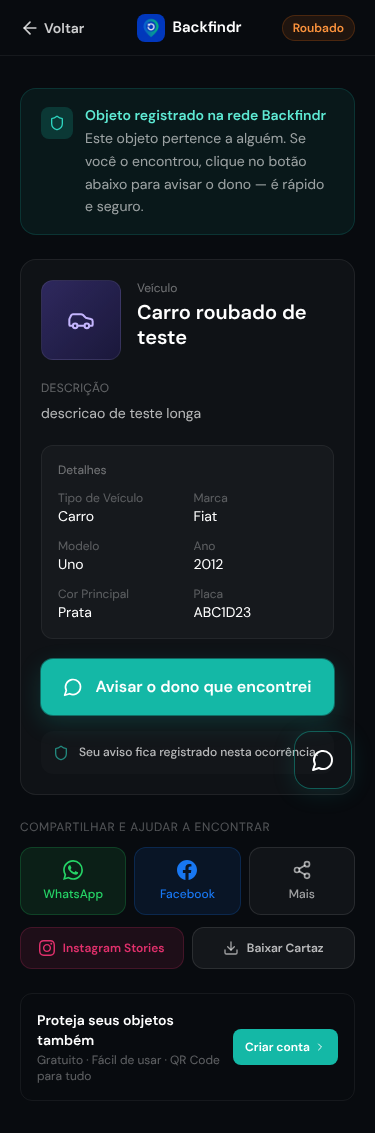 Voltar
Backfindr
Roubado
Objeto registrado na rede Backfindr
Este objeto pertence a alguém. Se
você o encontrou, clique no botão
abaixo para avisar o dono — é rápido
e seguro.
Veículo
Carro roubado de
teste
DESCRIÇÃO
descricao de teste longa
Detalhes
Tipo de Veículo
Marca
Carro
Fiat
Modelo
Ano
Uno
2012
Cor Principal
Placa
Prata
ABC1D23
Avisar o dono que encontrei
Seu aviso fica registrado nesta ocorrência
COMPARTILHAR E AJUDAR A ENCONTRAR
WhatsApp
Facebook
Mais
Instagram Stories
Baixar Cartaz
Proteja seus objetos
também
Gratuito · Fácil de usar · QR Code
para tudo
Criar conta